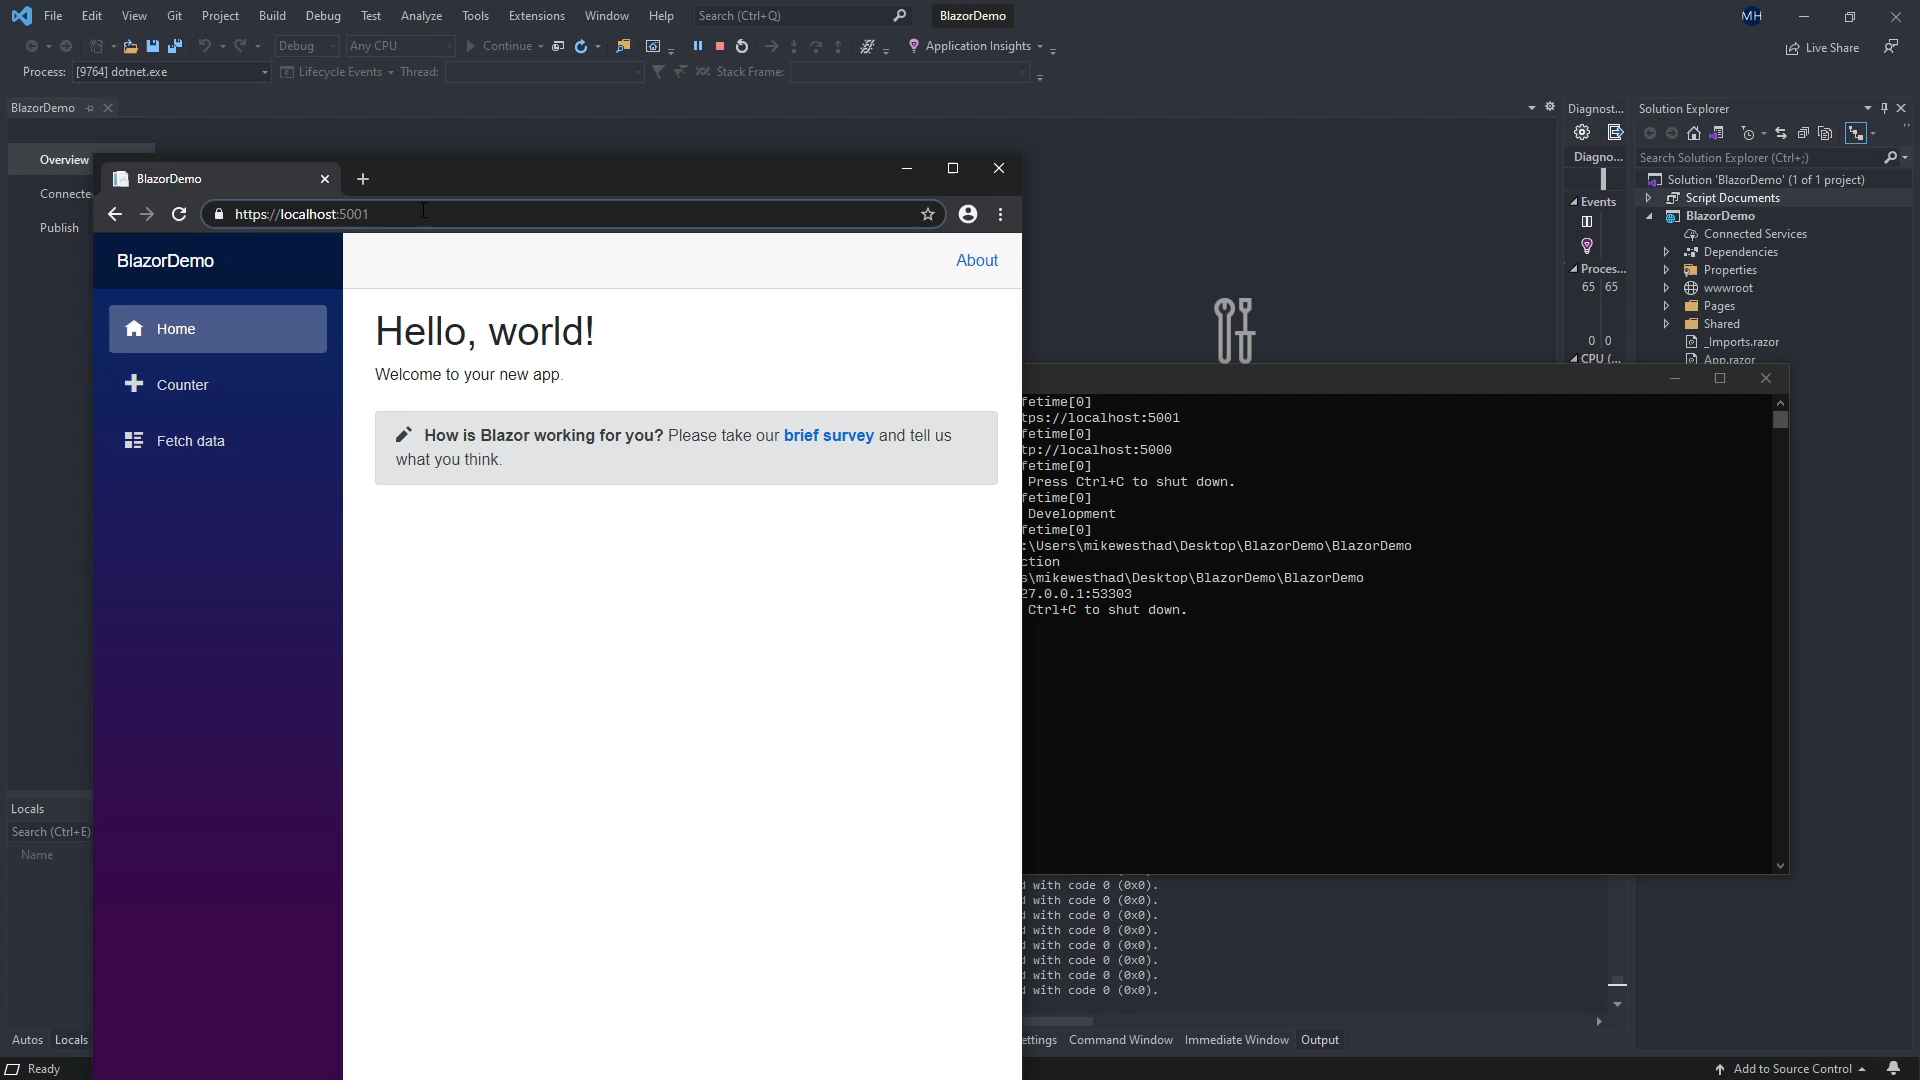 File Edit View Git Project Build Debug Test Analyze Tools Extensions Window Help Search (Ctrl+Q) BlazorDemo MH
Debug Any CPU Continue Application Insights Live Share
Process: [9764] dotnet.exe Lifecycle Events Thread: Stack Frame:
BlazorDemo
Overview
Connecte
Publish
BlazorDemo
https://localhost:5001
BlazorDemo
About
Home
Counter
Fetch data
Hello, world!
Welcome to your new app.
How is Blazor working for you? Please take our brief survey and tell us
what you think.
fetime[0]
tps://localhost:5001
fetime[0]
tp://localhost:5000
fetime[0]
Press Ctrl+C to shut down.
fetime[0]
Development
fetime[0]
:\Users\mikewesthad\Desktop\BlazorDemo\BlazorDemo
ction
s\mikewesthad\Desktop\BlazorDemo\BlazorDemo
27.0.0.1:53303
Ctrl+C to shut down.
d with code 0 (0x0).
d with code 0 (0x0).
d with code 0 (0x0).
d with code 0 (0x0).
d with code 0 (0x0).
d with code 0 (0x0).
d with code 0 (0x0).
d with code 0 (0x0).
ettings Command Window Immediate Window Output
Diagnost...
Diagno...
Events
Proces...
65 65
0 0
CPU (...
Solution Explorer
Search Solution Explorer (Ctrl+;)
Solution 'BlazorDemo' (1 of 1 project)
Script Documents
BlazorDemo
Connected Services
Dependencies
Properties
wwwroot
Pages
Shared
_Imports.razor
App.razor
Locals
Search (Ctrl+E)
Name
Autos Locals
Ready
Add to Source Control